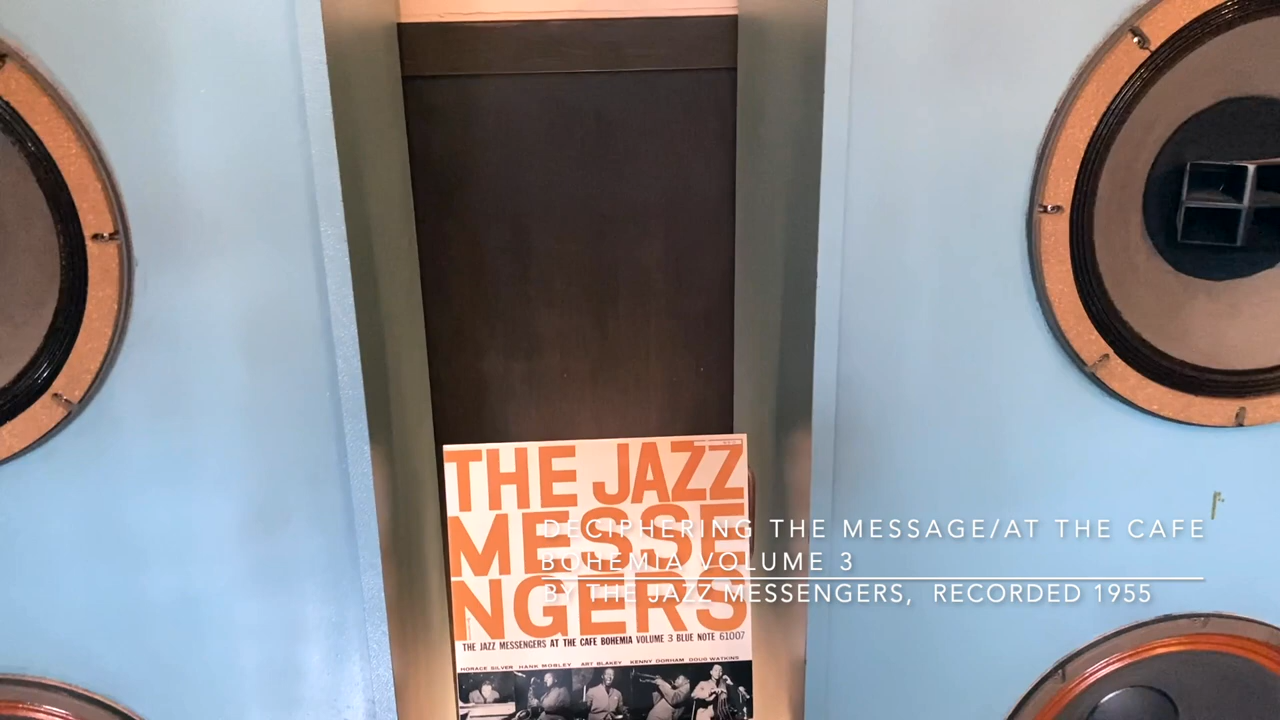 THE JAZZ
MESSE
NGERS
THE JAZZ MESSENGERS AT THE CAFE BOHEMIA VOLUME 3 BLUE NOTE 61007
HORACE SILVER HANK MOBLEY ART BLAKEY KENNY DORHAM DOUG WATKINS
DECIPHERING THE MESSAGE/AT THE CAFE
BOHEMIA VOLUME 3
BY THE JAZZ MESSENGERS, RECORDED 1955